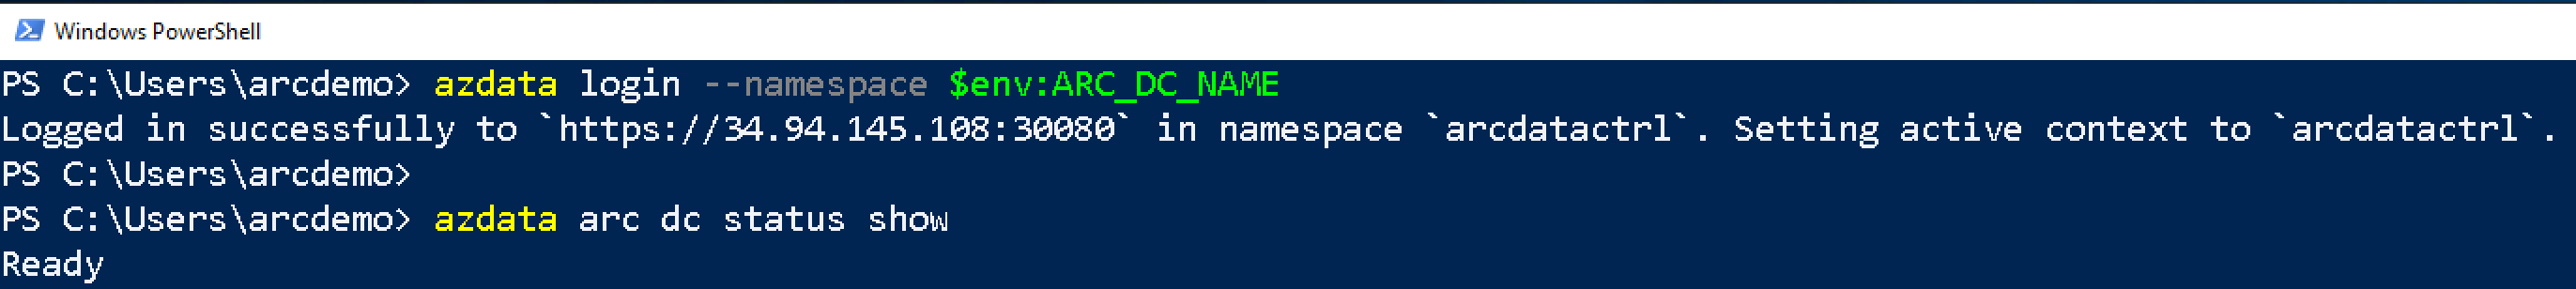 Windows PowerShell
PS C:\Users\arcdemo> azdata login --namespace $env:ARC_DC_NAME
Logged in successfully to `https://34.94.145.108:30080` in namespace `arcdatactrl`. Setting active context to `arcdatactrl`.
PS C:\Users\arcdemo>
PS C:\Users\arcdemo> azdata arc dc status show
Ready